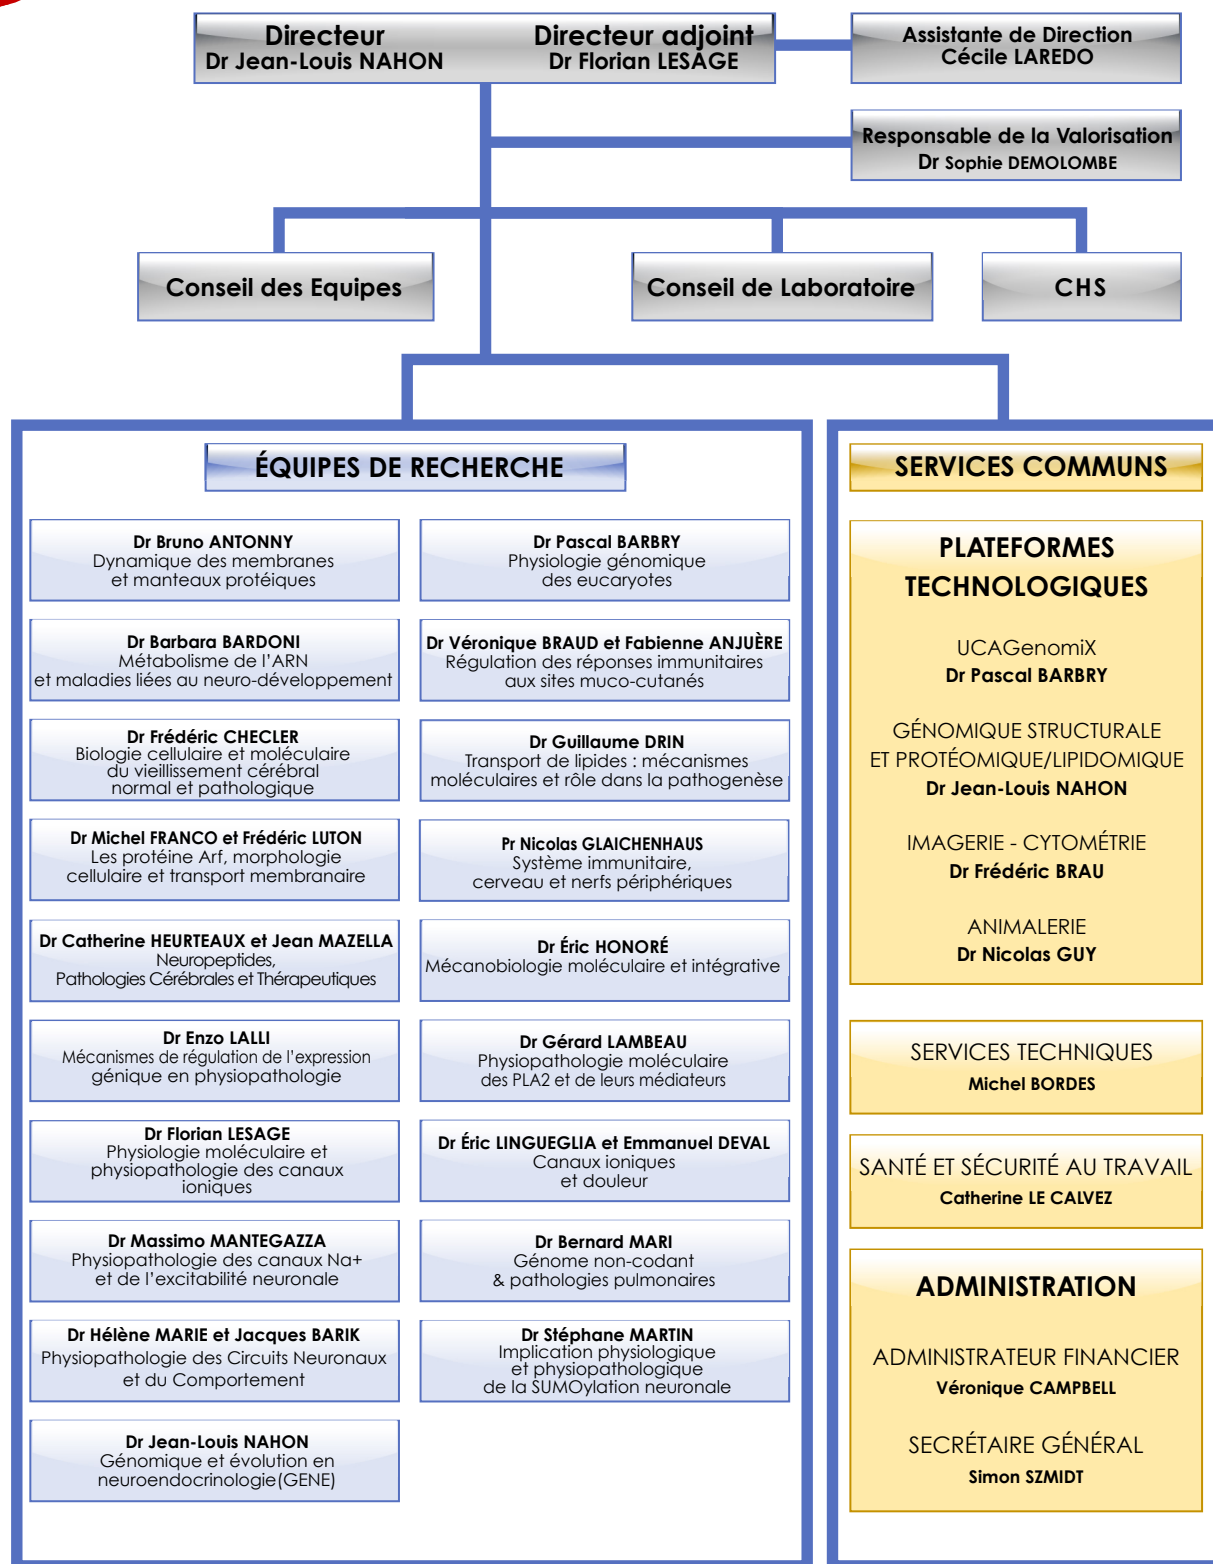 Directeur
Dr Jean-Louis NAHON
Directeur adjoint
Dr Florian LESAGE
Assistante de Direction
Cécile LAREDO
Responsable de la Valorisation
Dr Sophie DEMOLOMBE
Conseil des Equipes
Conseil de Laboratoire
CHS
ÉQUIPES DE RECHERCHE
Dr Bruno ANTONNY
Dynamique des membranes
et manteaux protéiques
Dr Pascal BARBRY
Physiologie génomique
des eucaryotes
Dr Barbara BARDONI
Métabolisme de l'ARN
et maladies liées au neuro-développement
Dr Véronique BRAUD et Fabienne ANJUÈRE
Régulation des réponses immunitaires
aux sites muco-cutanés
Dr Frédéric CHECLER
Biologie cellulaire et moléculaire
du vieillissement cérébral
normal et pathologique
Dr Guillaume DRIN
Transport de lipides : mécanismes
moléculaires et rôle dans la pathogenèse
Dr Michel FRANCO et Frédéric LUTON
Les protéine Arf, morphologie
cellulaire et transport membranaire
Pr Nicolas GLAICHENHAUS
Système immunitaire,
cerveau et nerfs périphériques
Dr Catherine HEURTEAUX et Jean MAZELLA
Neuropeptides,
Pathologies Cérébrales et Thérapeutiques
Dr Éric HONORÉ
Mécanobiologie moléculaire et intégrative
Dr Enzo LALLI
Mécanismes de régulation de l'expression
génique en physiopathologie
Dr Gérard LAMBEAU
Physiopathologie moléculaire
des PLA2 et de leurs médiateurs
Dr Florian LESAGE
Physiologie moléculaire et
physiopathologie des canaux
ioniques
Dr Éric LINGUEGLIA et Emmanuel DEVAL
Canaux ioniques
et douleur
Dr Massimo MANTEGAZZA
Physiopathologie des canaux Na+
et de l'excitabilité neuronale
Dr Bernard MARI
Génome non-codant
& pathologies pulmonaires
Dr Hélène MARIE et Jacques BARIK
Physiopathologie des Circuits Neuronaux
et du Comportement
Dr Stéphane MARTIN
Implication physiologique
et physiopathologique
de la SUMOylation neuronale
Dr Jean-Louis NAHON
Génomique et évolution en
neuroendocrinologie(GENE)
SERVICES COMMUNS
PLATEFORMES
TECHNOLOGIQUES
UCAGenomiX
Dr Pascal BARBRY
GÉNOMIQUE STRUCTURALE
ET PROTÉOMIQUE/LIPIDOMIQUE
Dr Jean-Louis NAHON
IMAGERIE - CYTOMÉTRIE
Dr Frédéric BRAU
ANIMALERIE
Dr Nicolas GUY
SERVICES TECHNIQUES
Michel BORDES
SANTÉ ET SÉCURITÉ AU TRAVAIL
Catherine LE CALVEZ
ADMINISTRATION
ADMINISTRATEUR FINANCIER
Véronique CAMPBELL
SECRÉTAIRE GÉNÉRAL
Simon SZMIDT